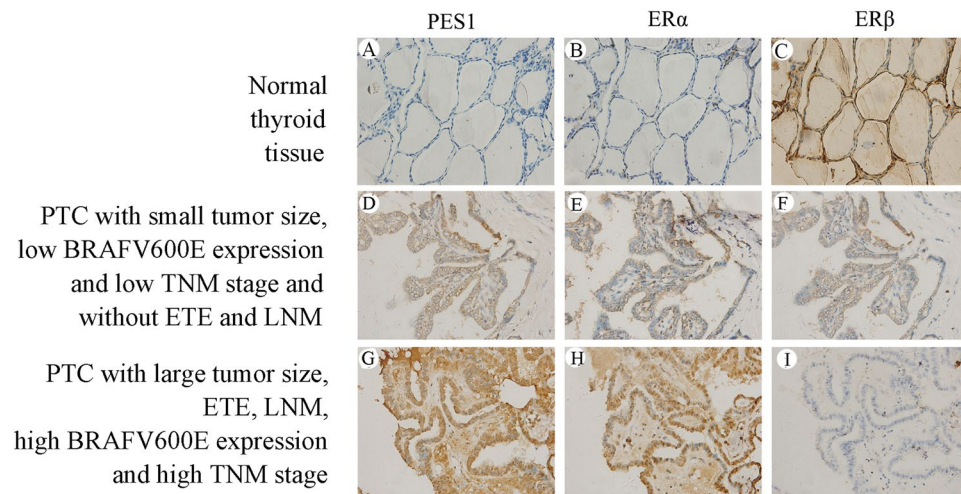 PES1 ERα ERβ
A B C
Normal
thyroid
tissue
D E F
PTC with small tumor size,
low BRAFV600E expression
and low TNM stage and
without ETE and LNM
G H I
PTC with large tumor size,
ETE, LNM,
high BRAFV600E expression
and high TNM stage